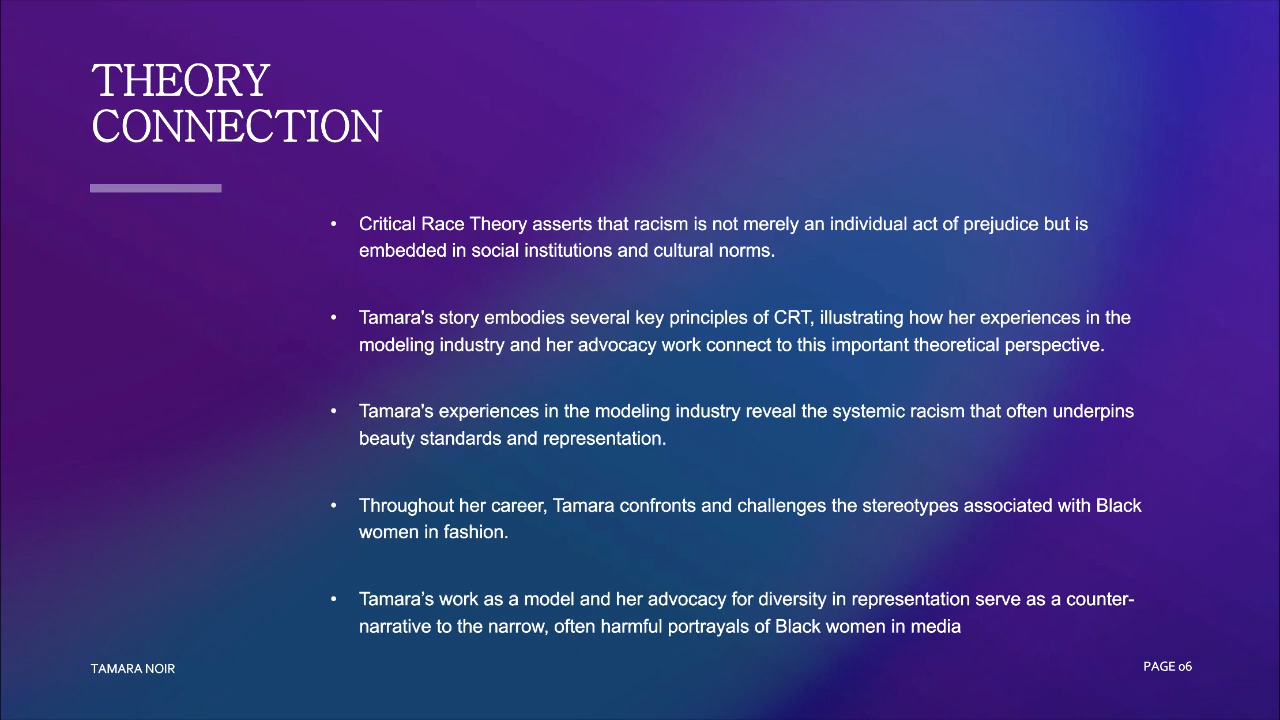 THEORY
CONNECTION
• Critical Race Theory asserts that racism is not merely an individual act of prejudice but is
embedded in social institutions and cultural norms.
• Tamara's story embodies several key principles of CRT, illustrating how her experiences in the
modeling industry and her advocacy work connect to this important theoretical perspective.
• Tamara's experiences in the modeling industry reveal the systemic racism that often underpins
beauty standards and representation.
• Throughout her career, Tamara confronts and challenges the stereotypes associated with Black
women in fashion.
• Tamara’s work as a model and her advocacy for diversity in representation serve as a counter-
narrative to the narrow, often harmful portrayals of Black women in media
TAMARA NOIR
PAGE 06